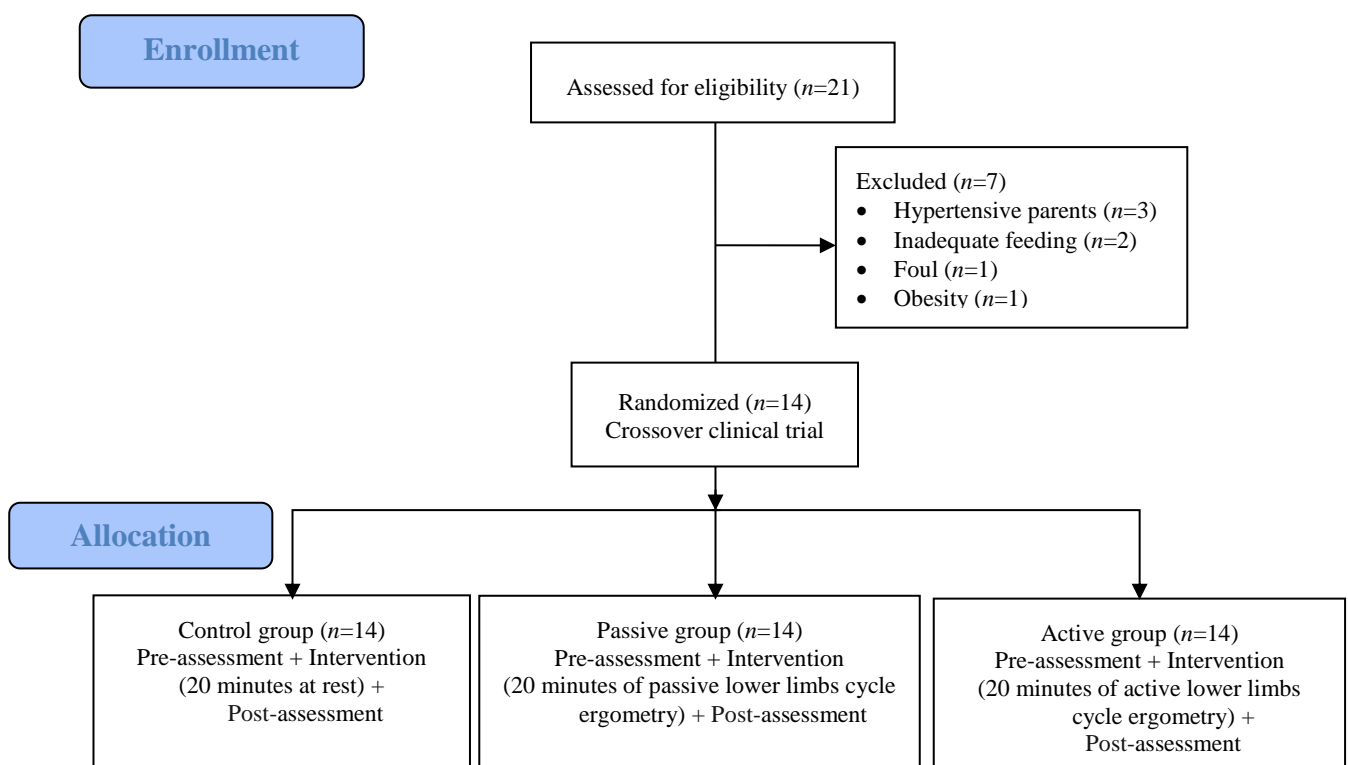 Enrollment
Assessed for eligibility (n=21)
Excluded (n=7)
• Hypertensive parents (n=3)
• Inadequate feeding (n=2)
• Foul (n=1)
• Obesity (n=1)
Randomized (n=14)
Crossover clinical trial
Allocation
Control group (n=14)
Pre-assessment + Intervention
(20 minutes at rest) +
Post-assessment
Passive group (n=14)
Pre-assessment + Intervention
(20 minutes of passive lower limbs cycle
ergometry) + Post-assessment
Active group (n=14)
Pre-assessment + Intervention
(20 minutes of active lower limbs
cycle ergometry) +
Post-assessment